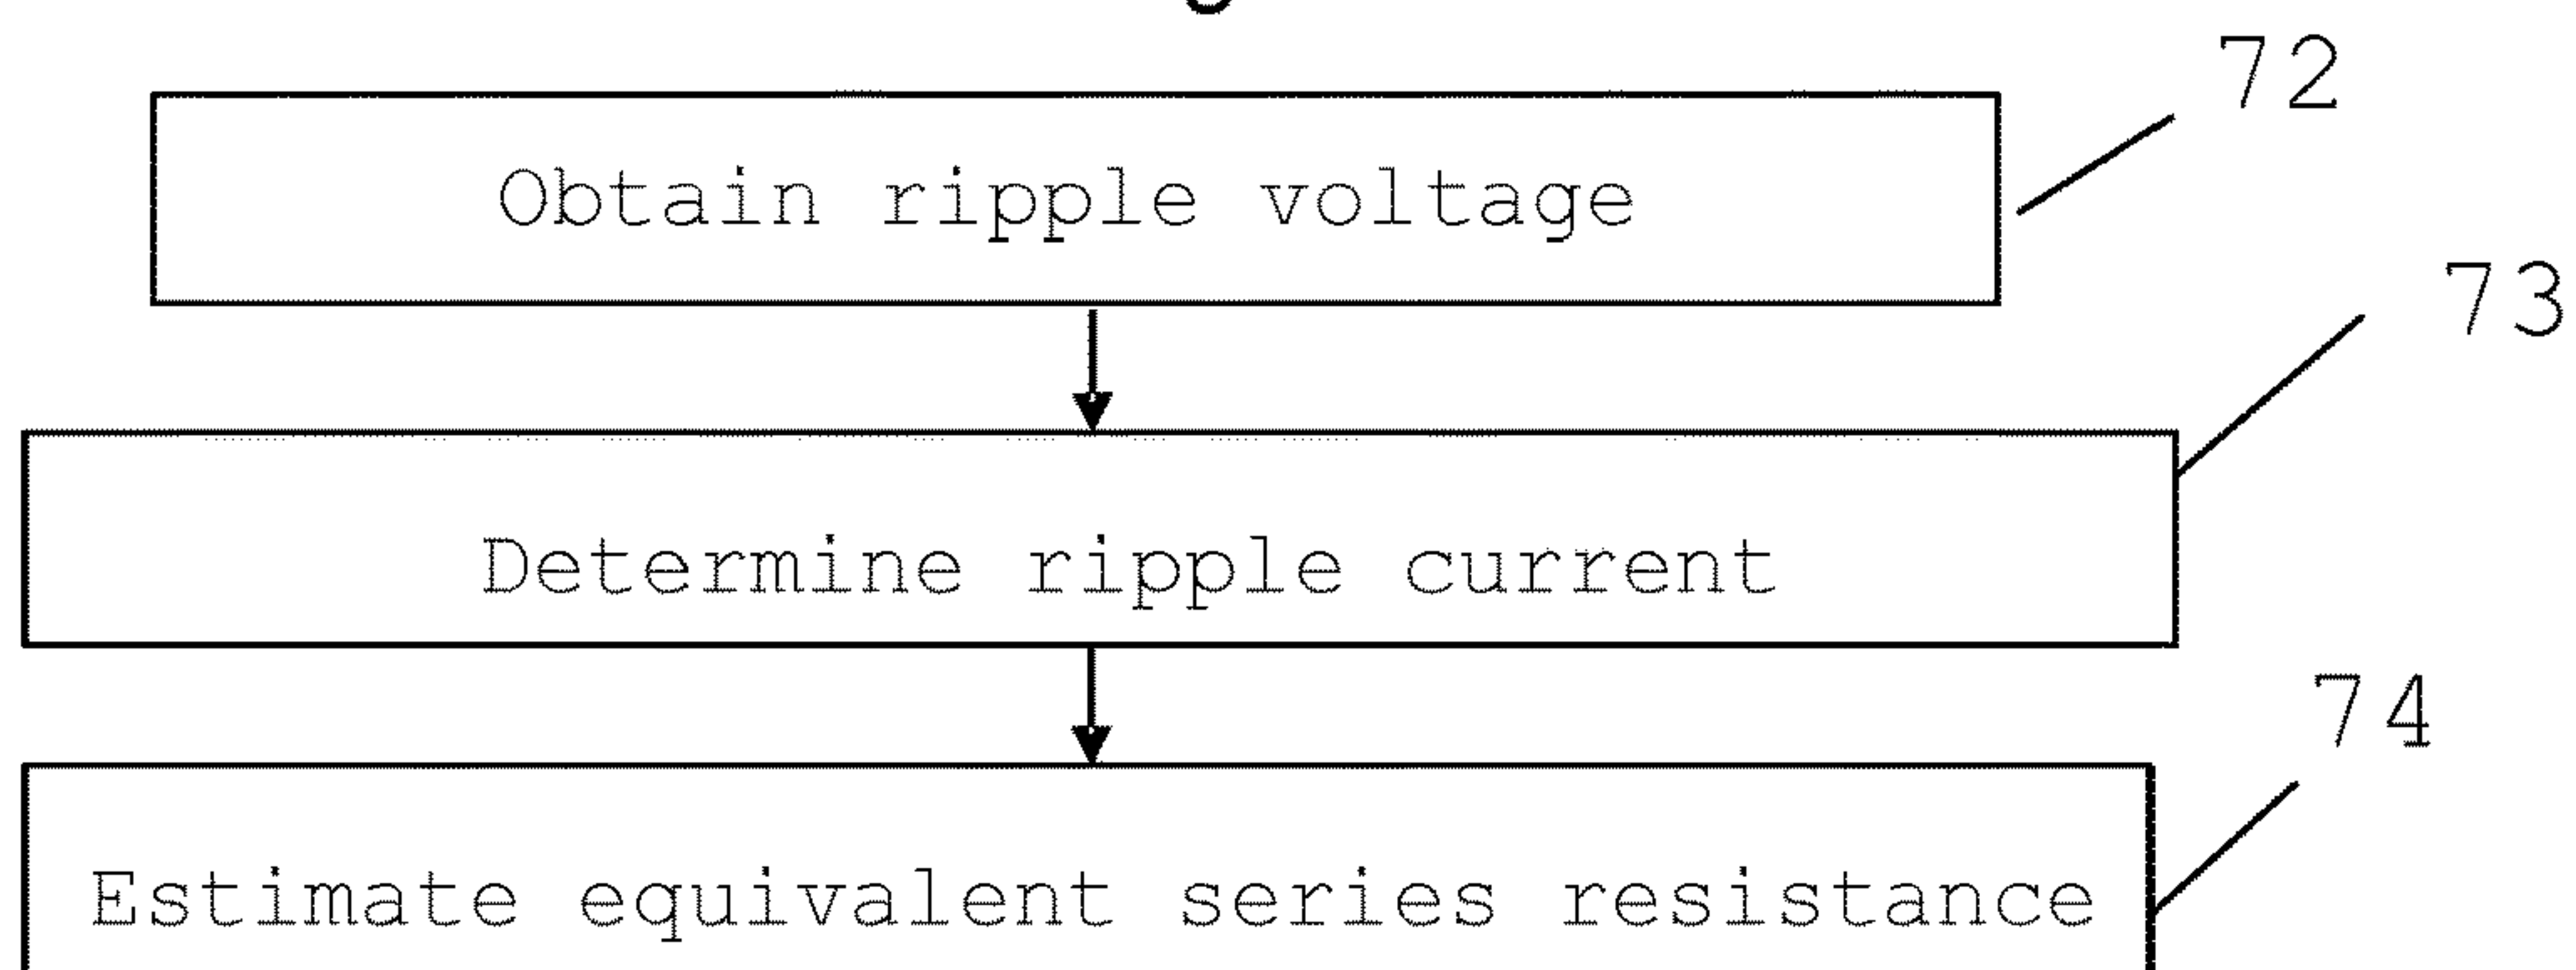 72
Obtain ripple voltage
73
Determine ripple current
74
Estimate equivalent series resistance